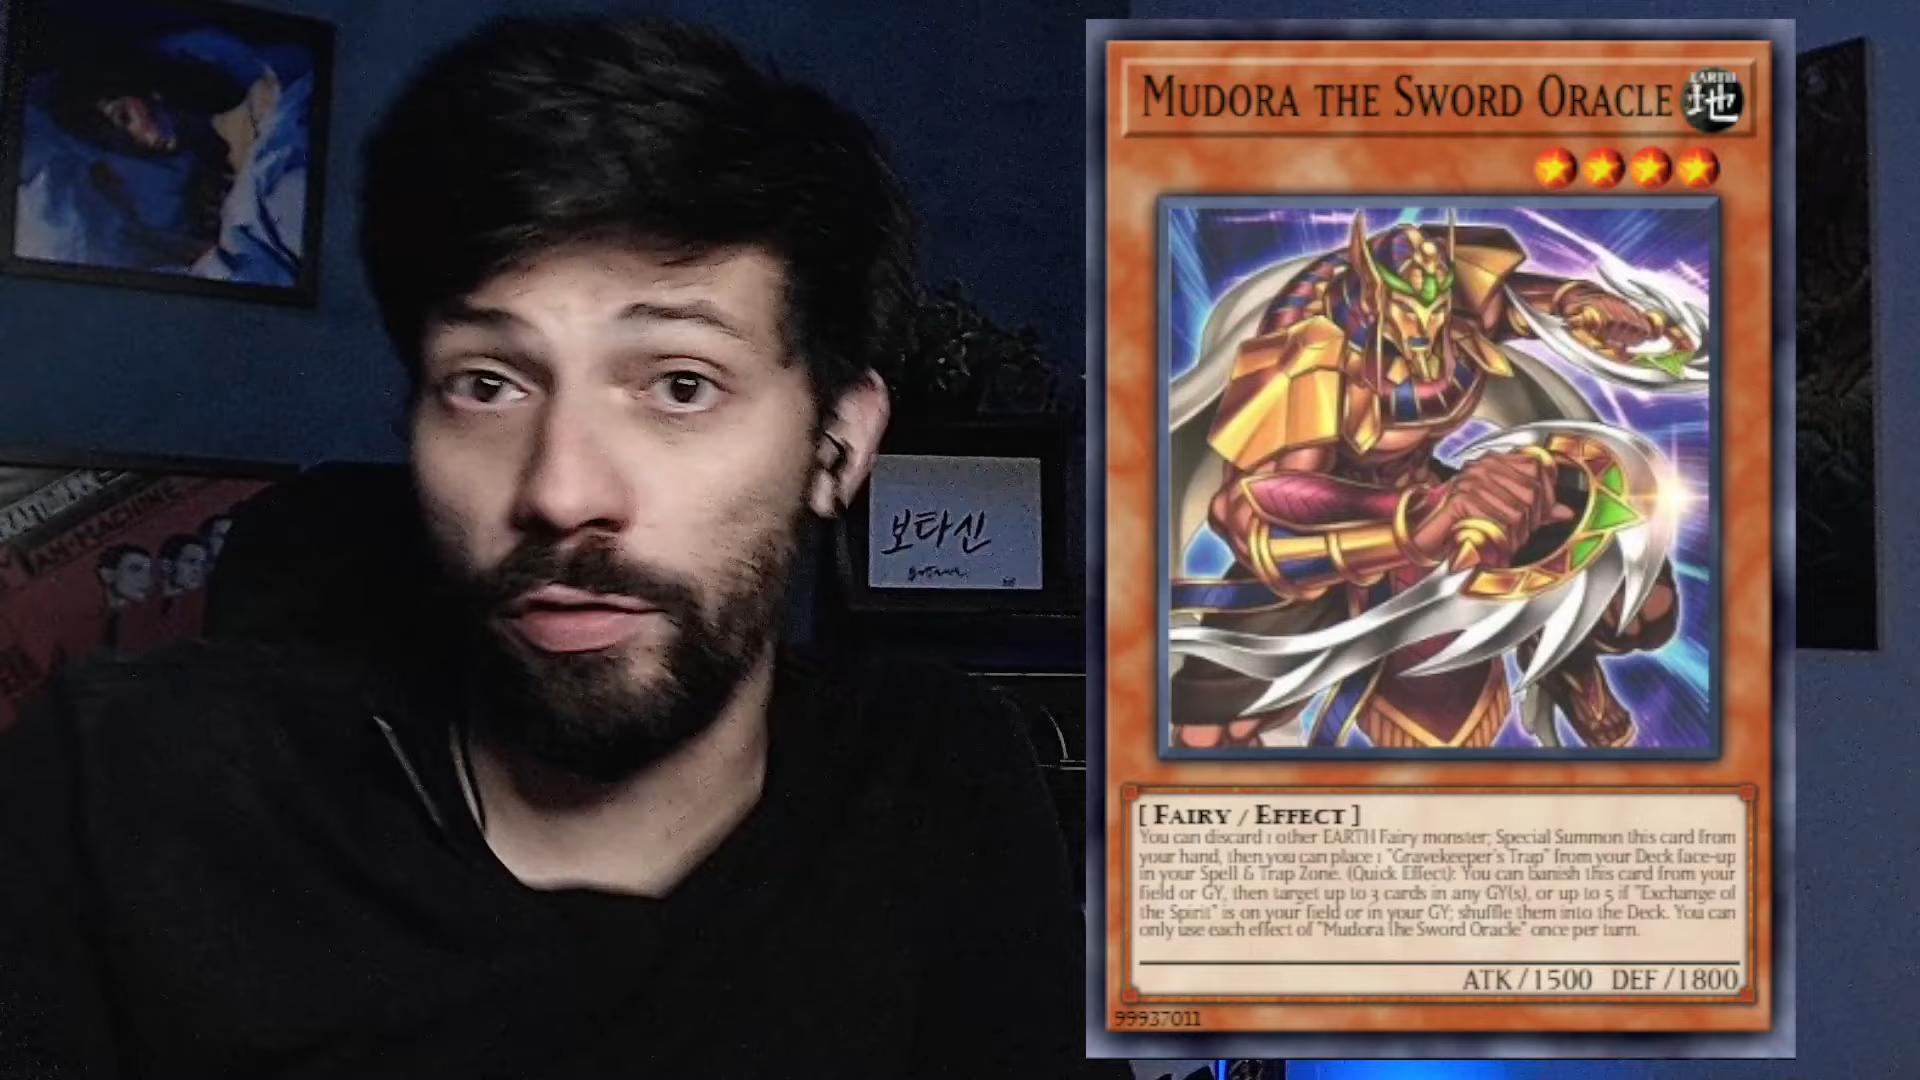 MUDORA THE SWORD ORACLE
EARTH
地
[ FAIRY / EFFECT ]
You can discard 1 other EARTH Fairy monster; Special Summon this card from
your hand, then you can place 1 "Gravekeeper's Trap" from your Deck face-up
in your Spell & Trap Zone. (Quick Effect): You can banish this card from your
field or GY, then target up to 3 cards in any GY(s), or up to 5 if "Exchange of
the Spirit" is on your field or in your GY; shuffle them into the Deck. You can
only use each effect of "Mudora the Sword Oracle" once per turn.
ATK/1500 DEF/1800
99937011
보타신
MAN-MACHINE